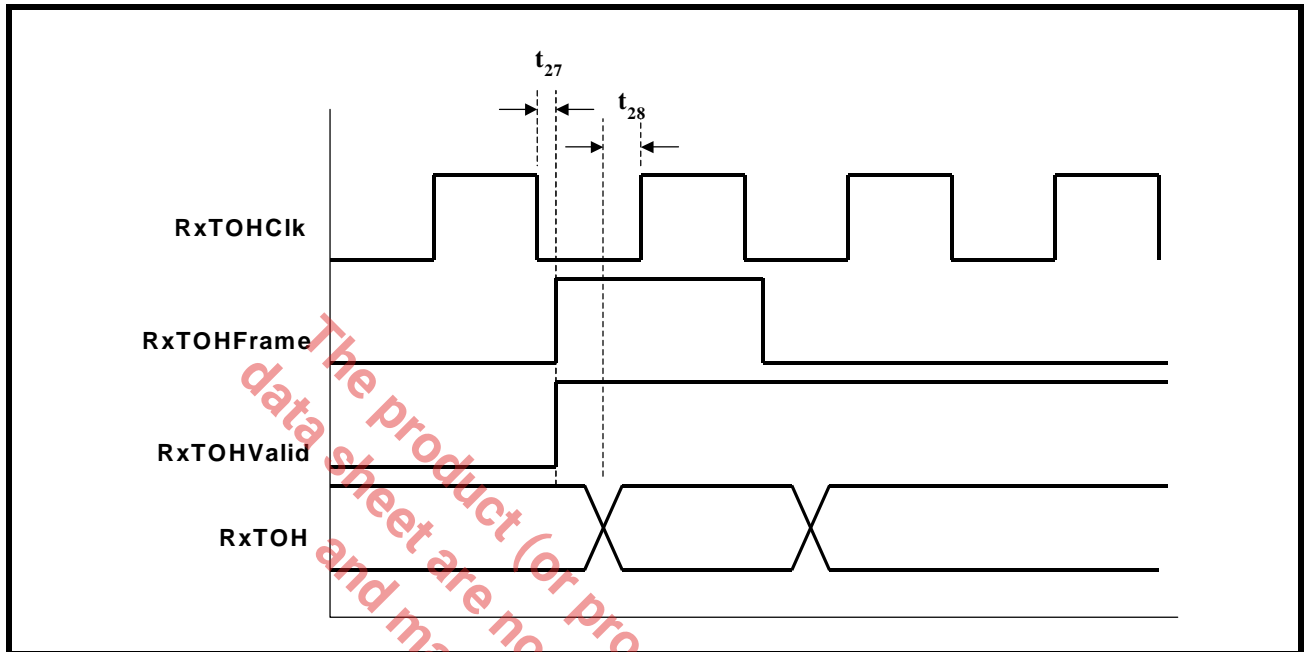 t27
t28
RxTOHClk
RxTOHFrame
RxTOHValid
RxTOH
The product (or pro
data sheet are no
and ma